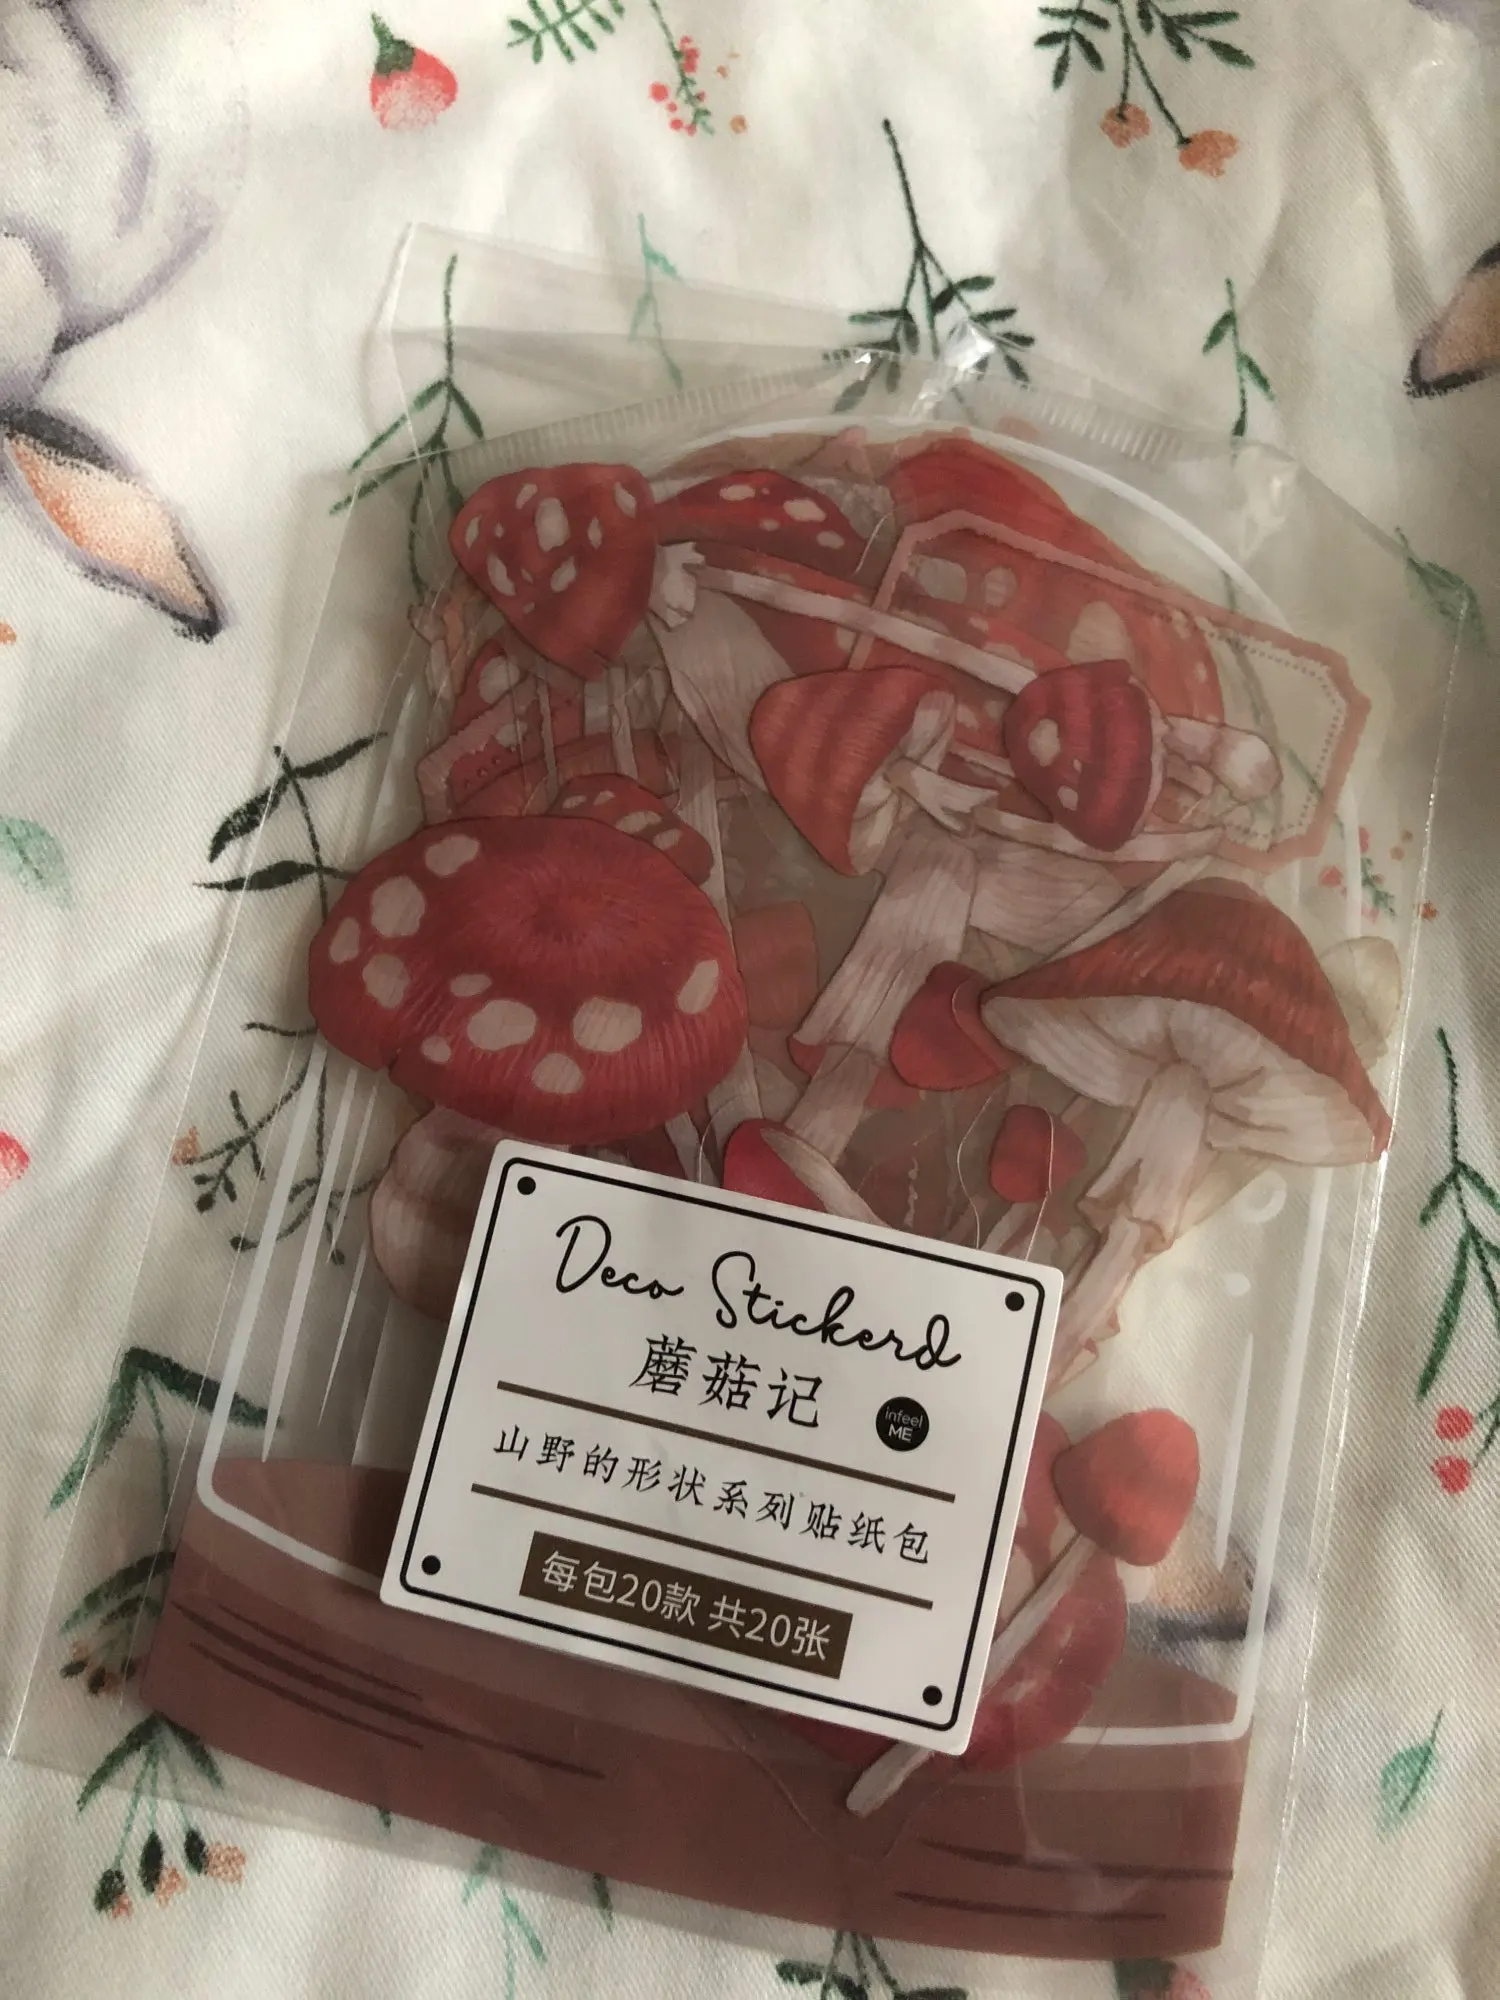 Deco Stickerd
蘑菇记
infeel
ME
山野的形状系列贴纸包
每包20款 共20张